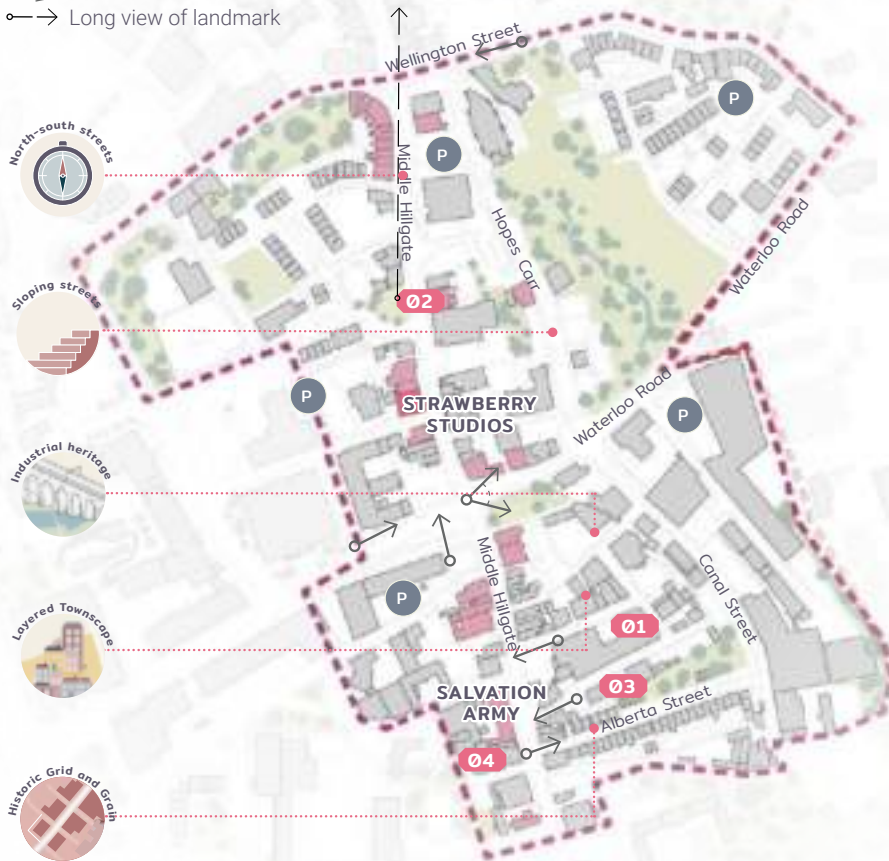 Long view of landmark
Wellington Street
P
North-south streets
P
Middle Hillgate
Hopes Carr
Waterloo Road
Sloping streets
02
Waterloo Road
P
STRAWBERRY
STUDIOS
P
Industrial heritage
Middle Hillgate
Canal Street
P
Layered Townscape
01
SALVATION
ARMY
03
Alberta Street
04
Historic Grid and Grain